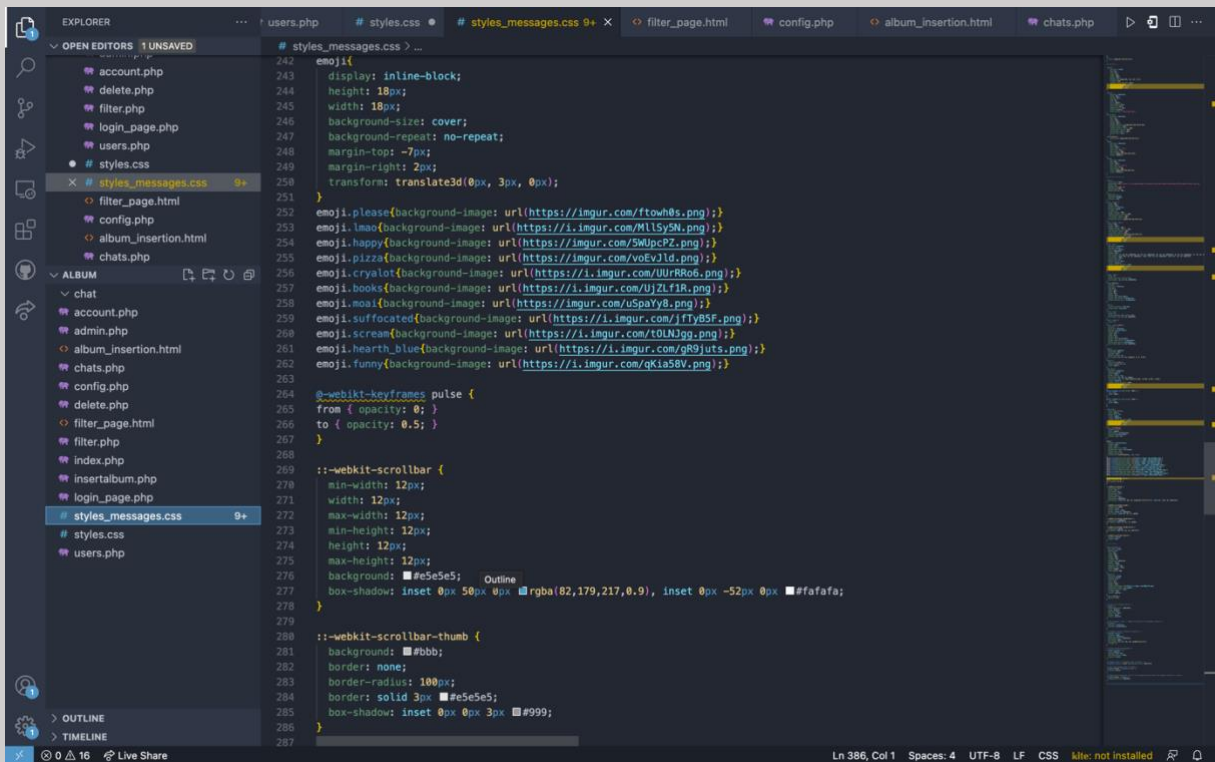 EXPLORER
users.php
# styles.css
# styles_messages.css 9+
filter_page.html
config.php
album_insertion.html
chats.php
OPEN EDITORS 1 UNSAVED
account.php
delete.php
filter.php
login_page.php
users.php
# styles.css
# styles_messages.css 9+
filter_page.html
config.php
album_insertion.html
chats.php
ALBUM
chat
account.php
admin.php
album_insertion.html
chats.php
config.php
delete.php
filter_page.html
filter.php
index.php
insertalbum.php
login_page.php
# styles_messages.css 9+
# styles.css
users.php
OUTLINE
TIMELINE
# styles_messages.css > ...
242 emoji{
243 display: inline-block;
244 height: 18px;
245 width: 18px;
246 background-size: cover;
247 background-repeat: no-repeat;
248 margin-top: -7px;
249 margin-right: 2px;
250 transform: translate3d(0px, 3px, 0px);
251 }
252 emoji.please{background-image: url(https://imgur.com/ftowh0s.png);}
253 emoji.lmao{background-image: url(https://i.imgur.com/MllSy5N.png);}
254 emoji.happy{background-image: url(https://imgur.com/5WUpcPZ.png);}
255 emoji.pizza{background-image: url(https://imgur.com/voEvJld.png);}
256 emoji.cryalot{background-image: url(https://i.imgur.com/UUrRRo6.png);}
257 emoji.books{background-image: url(https://imgur.com/UjZLf1R.png);}
258 emoji.moai{background-image: url(https://imgur.com/uSpaYy8.png);}
259 emoji.suffocated{background-image: url(https://i.imgur.com/jfTyB5F.png);}
260 emoji.scream{background-image: url(https://i.imgur.com/tOLNJgg.png);}
261 emoji.hearth_blue{background-image: url(https://i.imgur.com/gR9juts.png);}
262 emoji.funny{background-image: url(https://i.imgur.com/qKia58V.png);}
263
264 @-webikt-keyframes pulse {
265 from { opacity: 0; }
266 to { opacity: 0.5; }
267 }
268
269 ::-webkit-scrollbar {
270 min-width: 12px;
271 width: 12px;
272 max-width: 12px;
273 min-height: 12px;
274 height: 12px;
275 max-height: 12px;
276 background: #e5e5e5;
Outline
277 box-shadow: inset 0px 50px 0px rgba(82,179,217,0.9), inset 0px -52px 0px #fafafa;
278 }
279
280 ::-webkit-scrollbar-thumb {
281 background: #bbb;
282 border: none;
283 border-radius: 100px;
284 border: solid 3px #e5e5e5;
285 box-shadow: inset 0px 0px 3px #999;
286 }
287
0 16 Live Share
Ln 386, Col 1 Spaces: 4 UTF-8 LF CSS kite: not installed